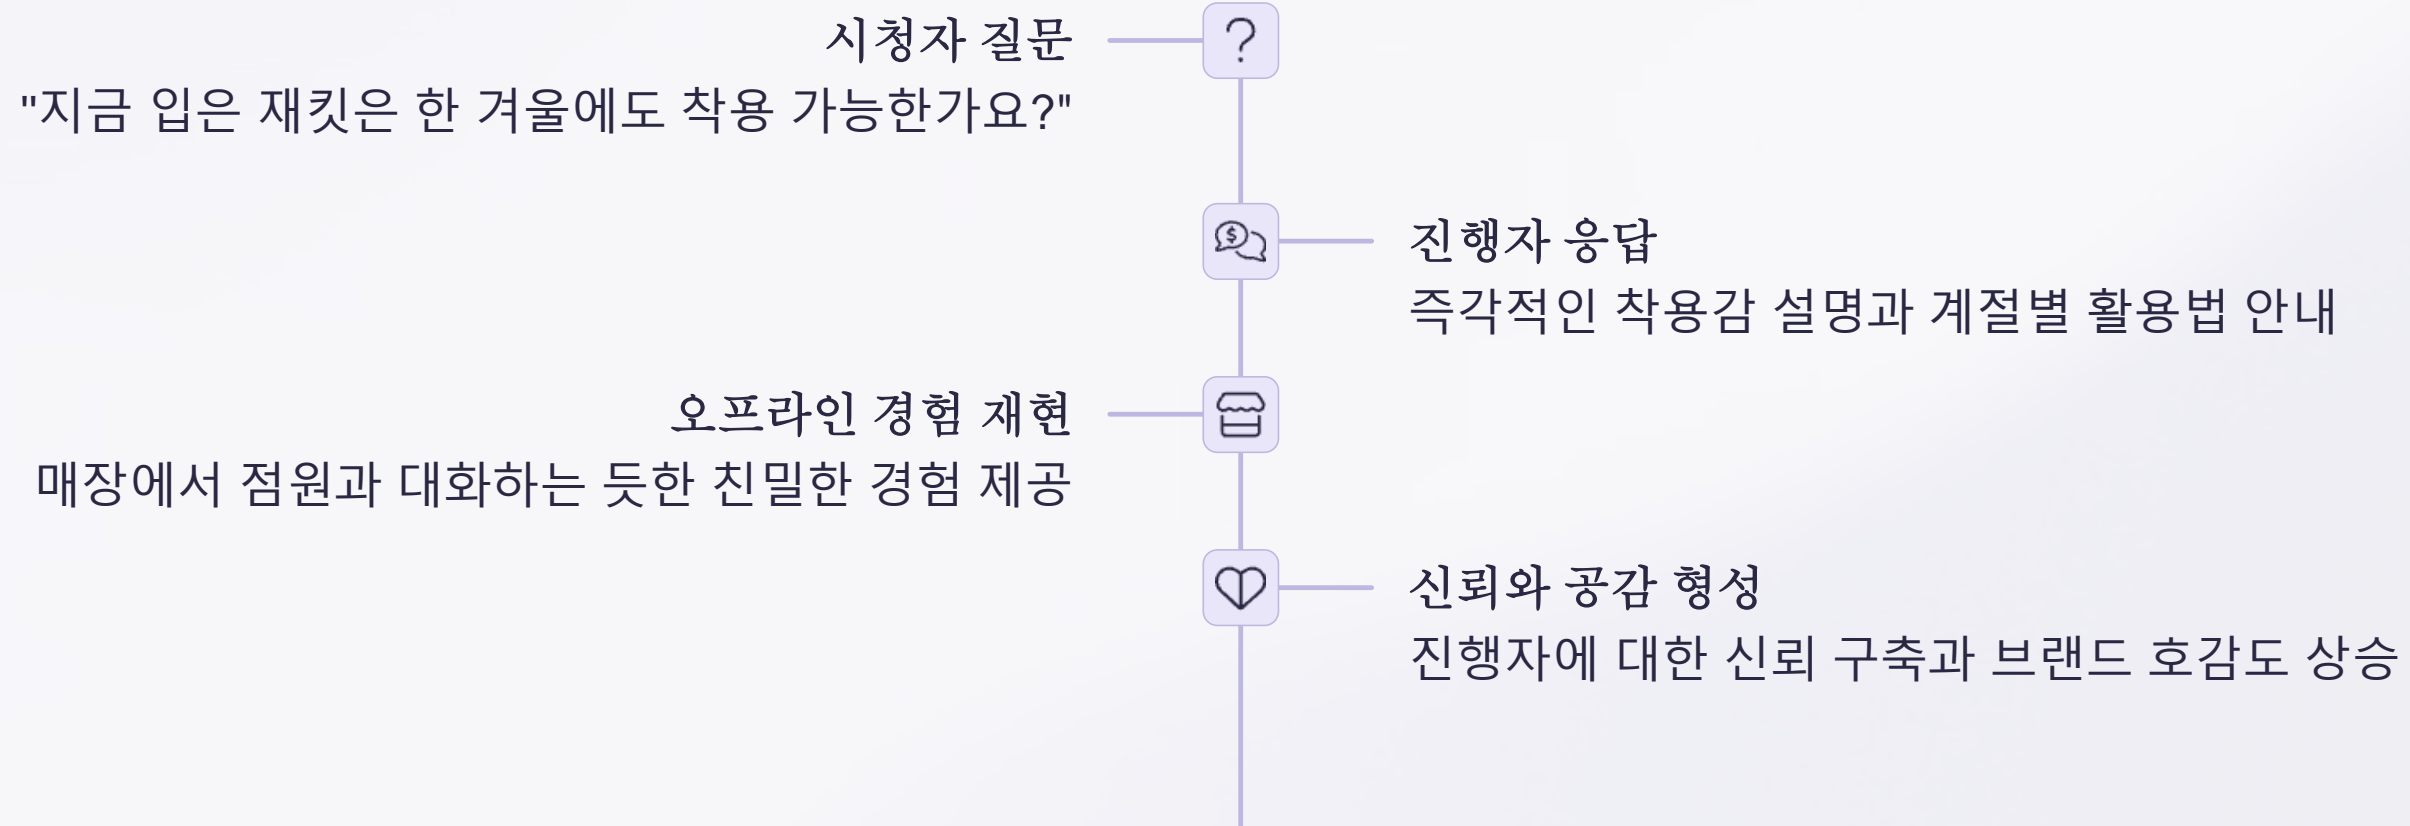 시청자 질문
"지금 입은 재킷은 한 겨울에도 착용 가능한가요?"
진행자 응답
즉각적인 착용감 설명과 계절별 활용법 안내
오프라인 경험 재현
매장에서 점원과 대화하는 듯한 친밀한 경험 제공
신뢰와 공감 형성
진행자에 대한 신뢰 구축과 브랜드 호감도 상승